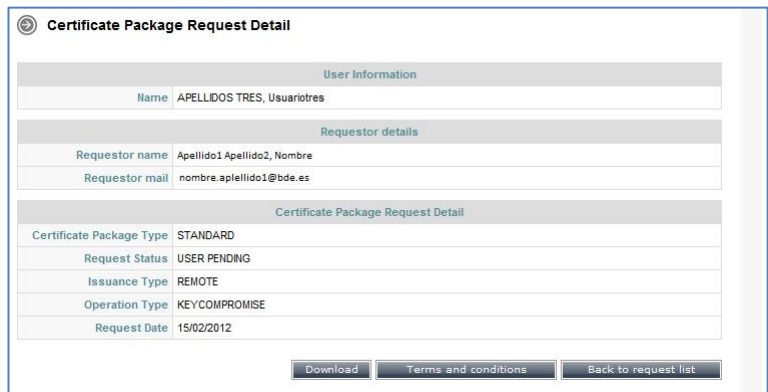 Certificate Package Request Detail
User Information
Name APELLIDOS TRES, Usuariotres
Requestor details
Requestor name Apellido1 Apellido2, Nombre
Requestor mail nombre.aplellido1@bde.es
Certificate Package Request Detail
Certificate Package Type STANDARD
Request Status USER PENDING
Issuance Type REMOTE
Operation Type KEYCOMPROMISE
Request Date 15/02/2012
Download Terms and conditions Back to request list